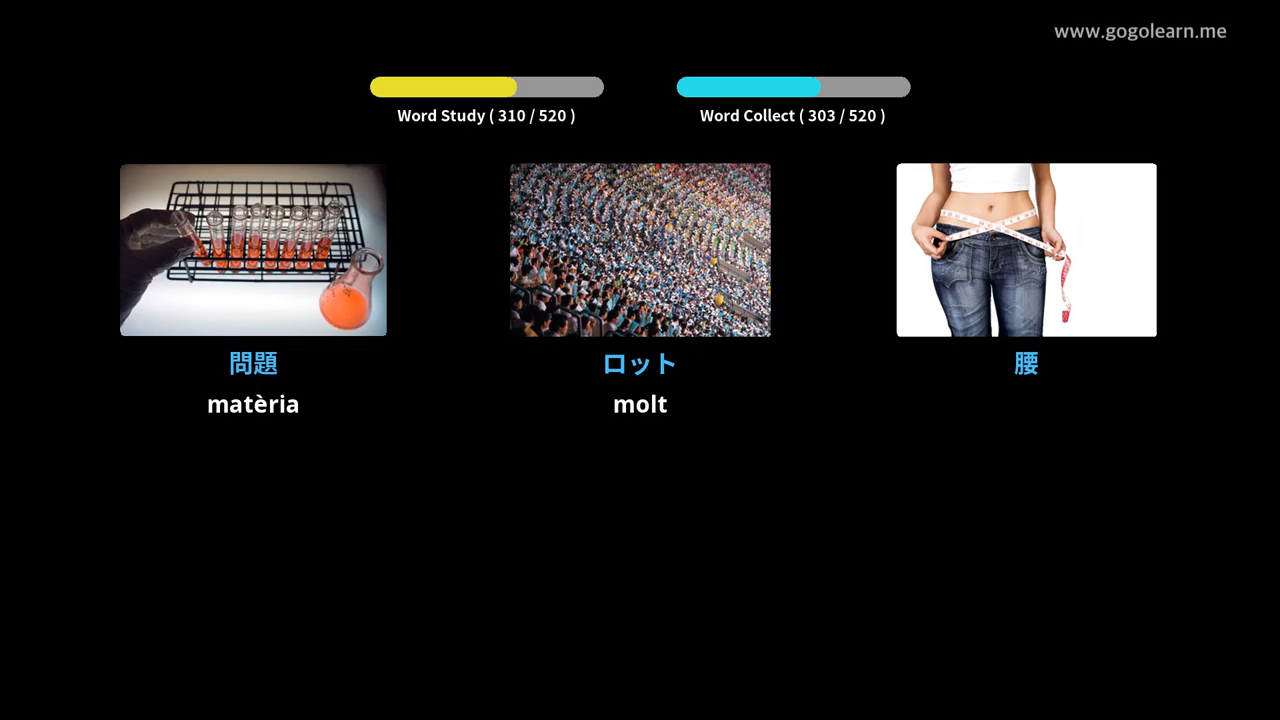 www.gogolearn.me
Word Study ( 310 / 520 )
Word Collect ( 303 / 520 )
問題
ロット
腰
matèria
molt